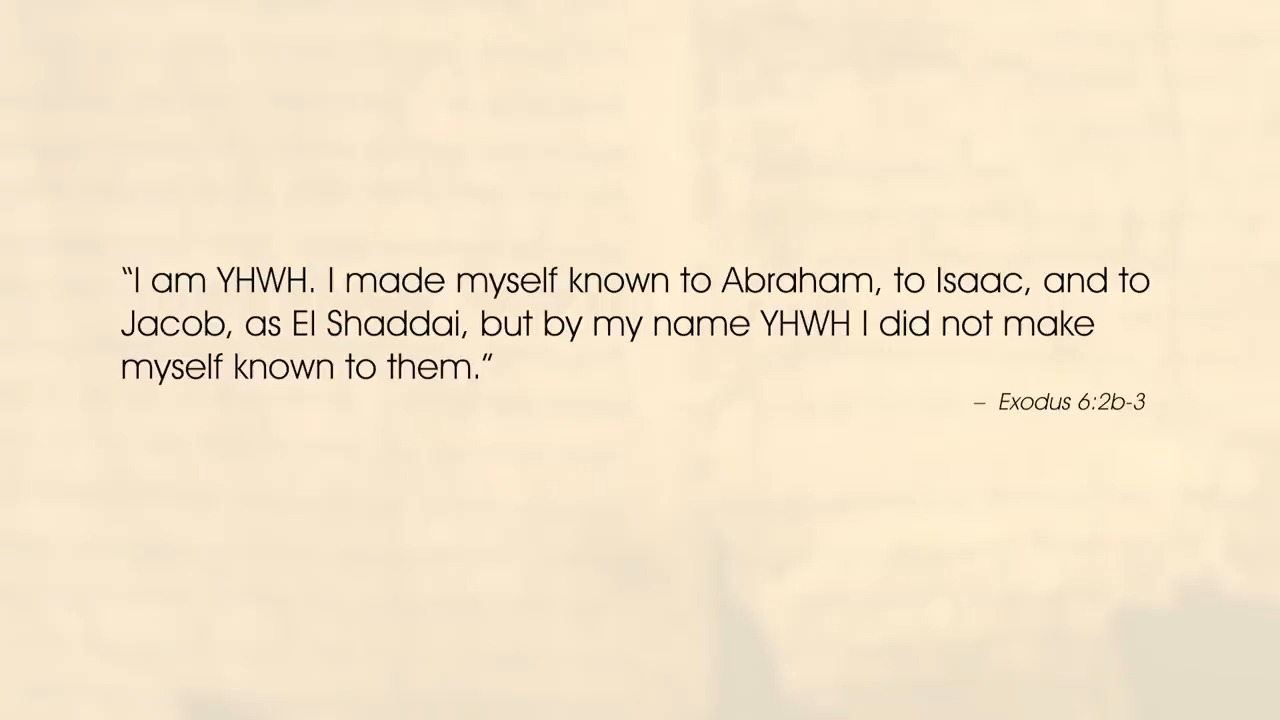 “I am YHWH. I made myself known to Abraham, to Isaac, and to
Jacob, as El Shaddai, but by my name YHWH I did not make
myself known to them.”
– Exodus 6:2b-3